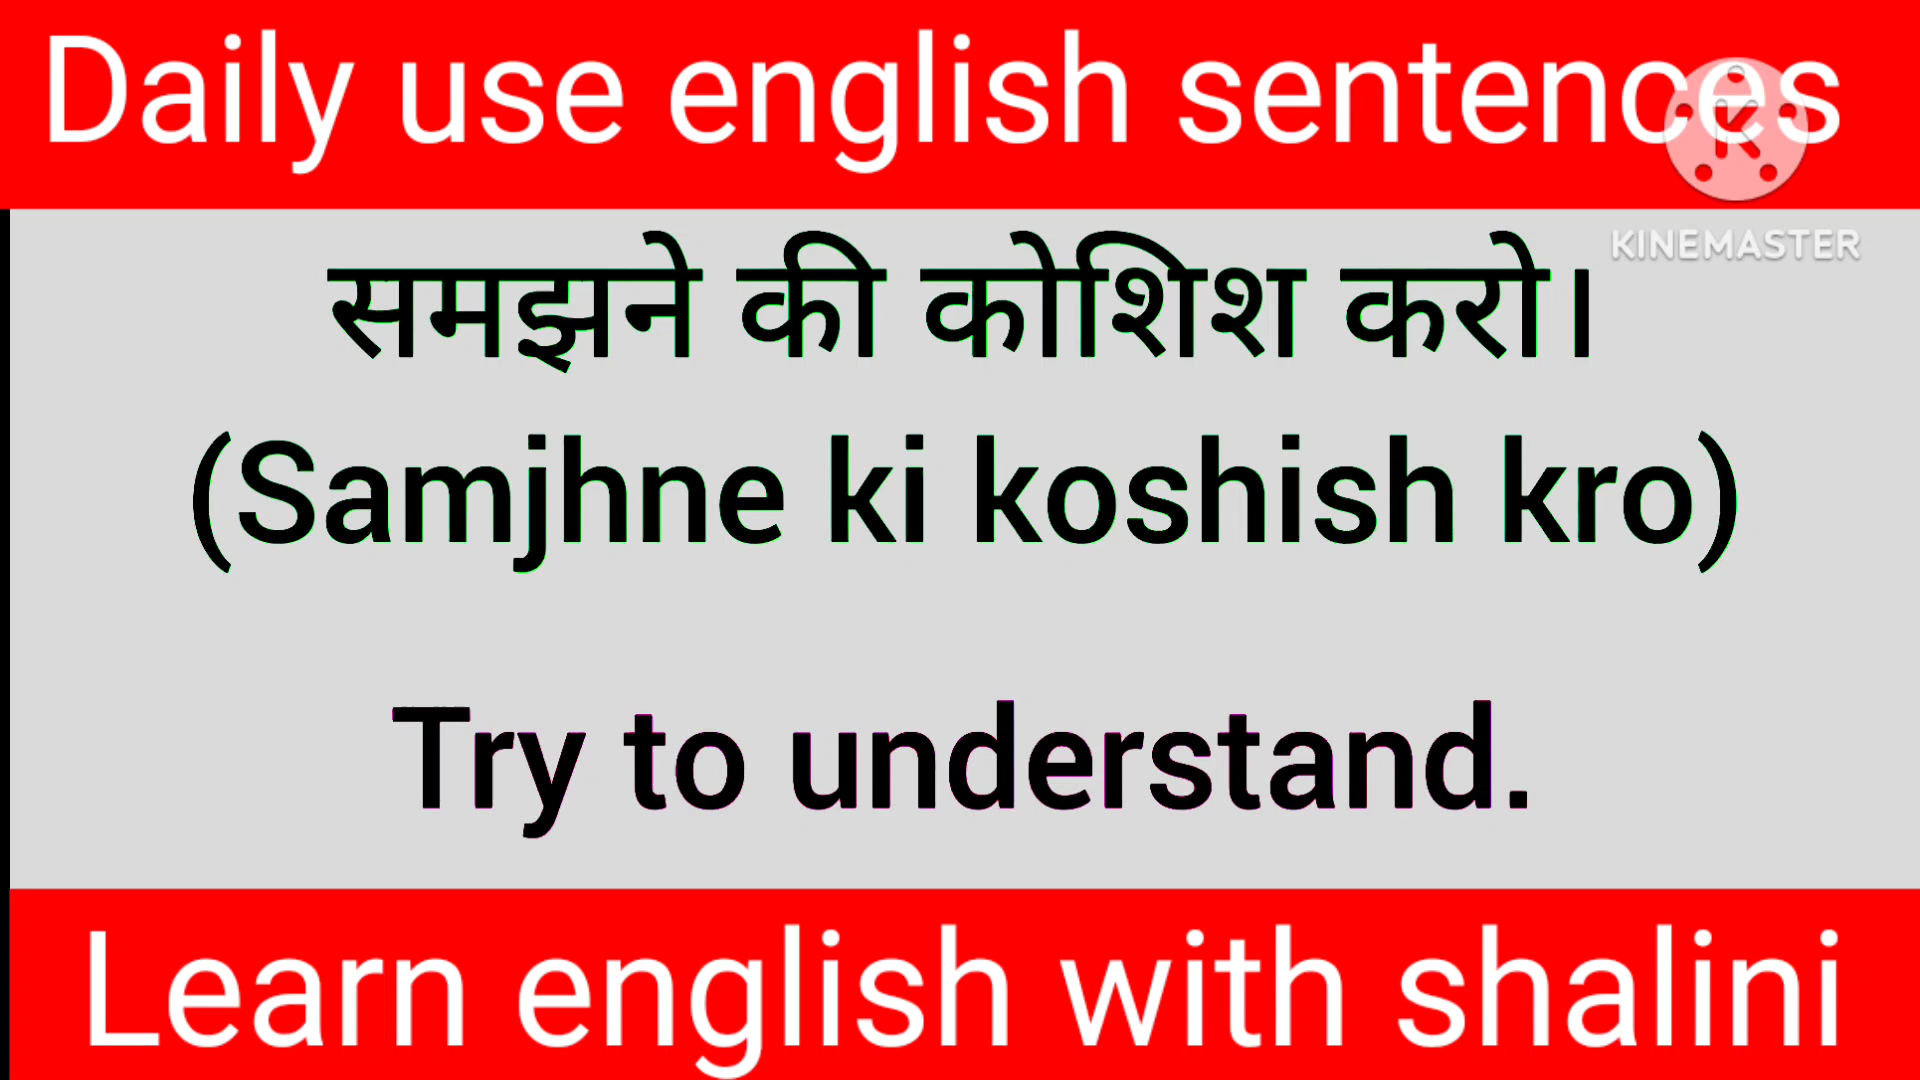 Daily use english sentences
KINEMASTER
समझने की कोशिश करो।
(Samjhne ki koshish kro)
Try to understand.
Learn english with shalini